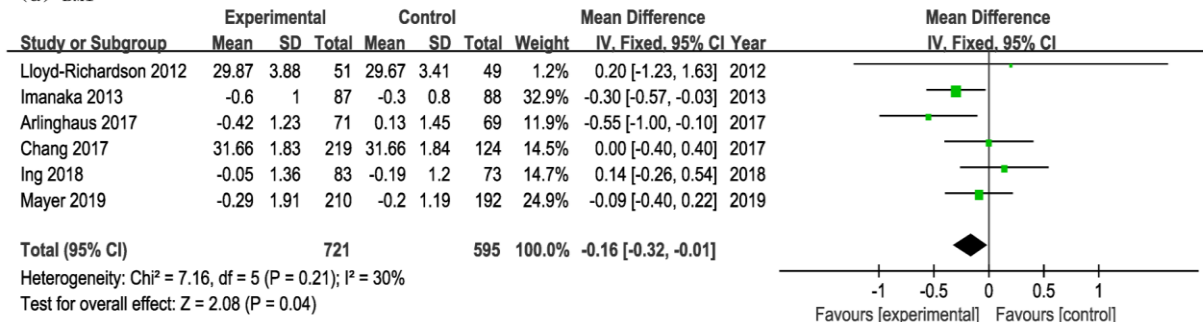 Experimental Control Mean Difference Mean Difference
Study or Subgroup Mean SD Total Mean SD Total Weight IV, Fixed, 95% CI Year IV, Fixed, 95% CI
Lloyd-Richardson 2012 29.87 3.88 51 29.67 3.41 49 1.2% 0.20 [-1.23, 1.63] 2012
Imanaka 2013 -0.6 1 87 -0.3 0.8 88 32.9% -0.30 [-0.57, -0.03] 2013
Arlinghaus 2017 -0.42 1.23 71 0.13 1.45 69 11.9% -0.55 [-1.00, -0.10] 2017
Chang 2017 31.66 1.83 219 31.66 1.84 124 14.5% 0.00 [-0.40, 0.40] 2017
Ing 2018 -0.05 1.36 83 -0.19 1.2 73 14.7% 0.14 [-0.26, 0.54] 2018
Mayer 2019 -0.29 1.91 210 -0.2 1.19 192 24.9% -0.09 [-0.40, 0.22] 2019
Total (95% CI) 721 595 100.0% -0.16 [-0.32, -0.01]
Heterogeneity: Chi² = 7.16, df = 5 (P = 0.21); I² = 30%
Test for overall effect: Z = 2.08 (P = 0.04)
-1 -0.5 0 0.5 1
Favours [experimental] Favours [control]